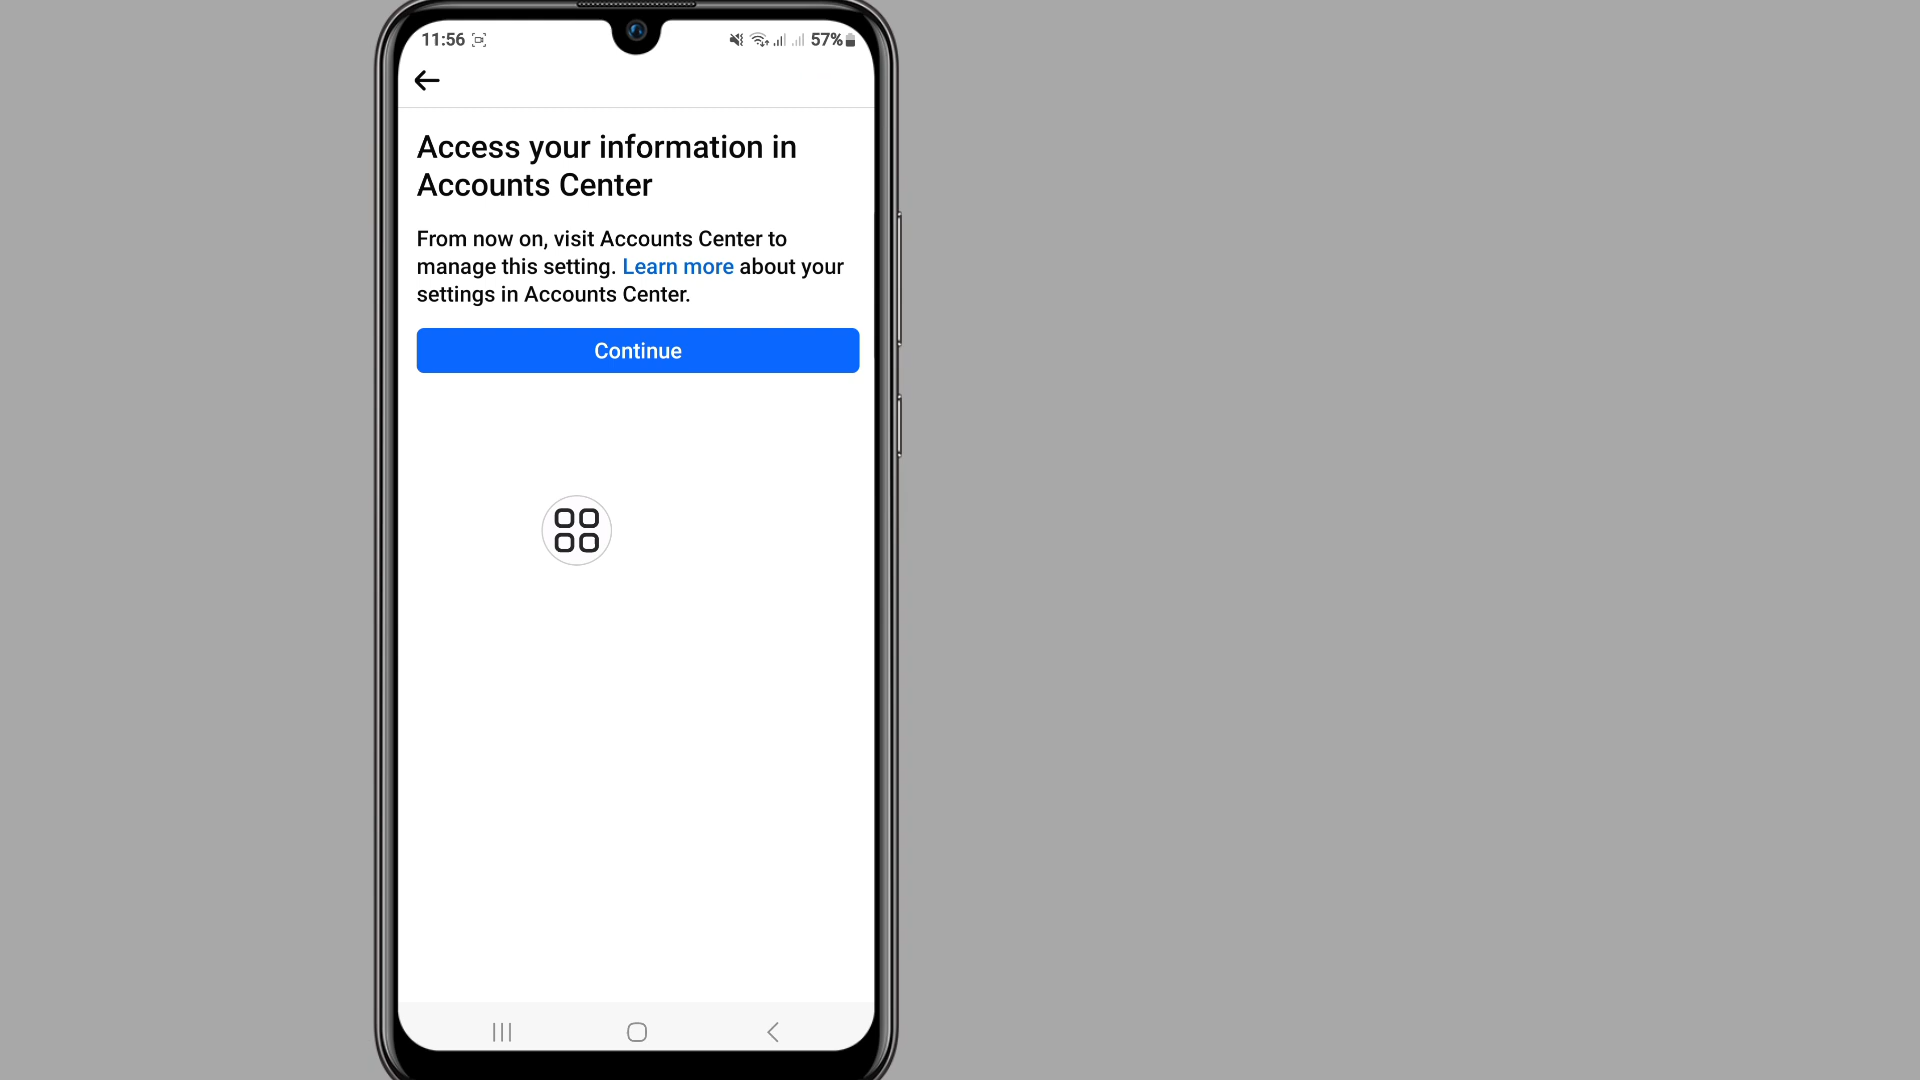 11:56
57%
Access your information in
Accounts Center
From now on, visit Accounts Center to
manage this setting. Learn more about your
settings in Accounts Center.
Continue